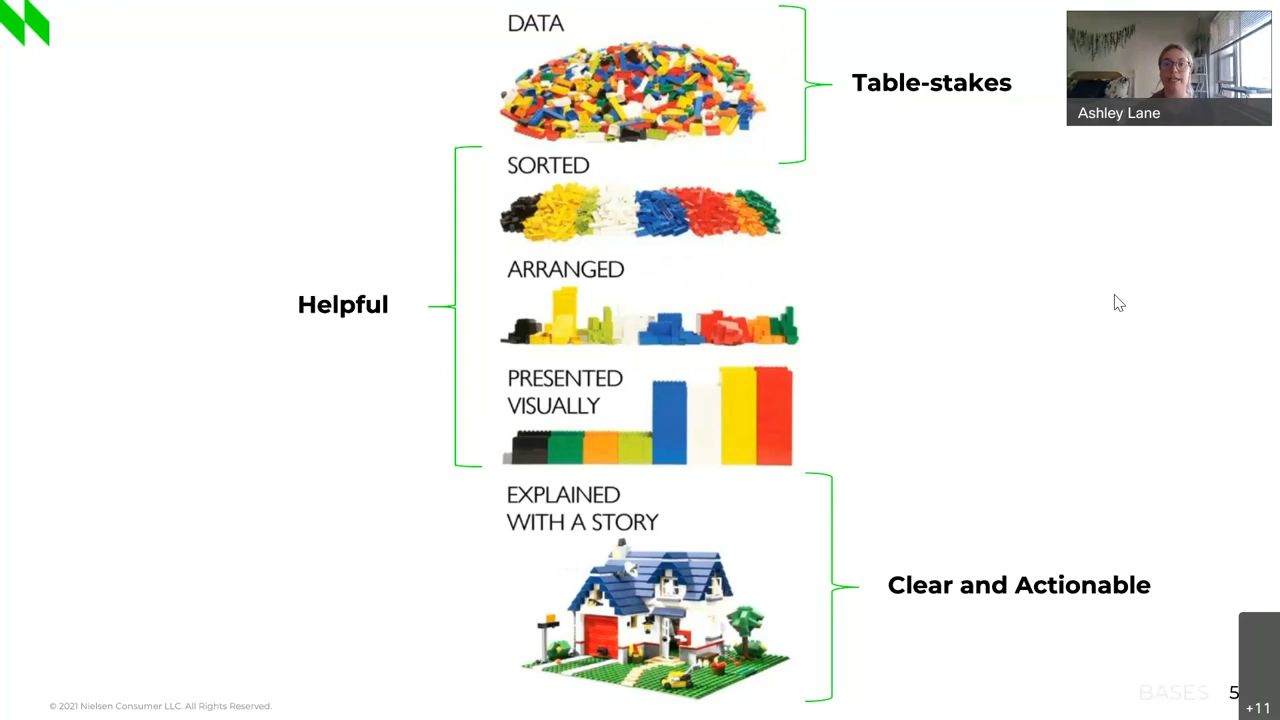 DATA
Table-stakes
Ashley Lane
SORTED
ARRANGED
Helpful
PRESENTED
VISUALLY
EXPLAINED
WITH A STORY
Clear and Actionable
© 2021 Nielsen Consumer LLC. All Rights Reserved.
BASES 5
+11